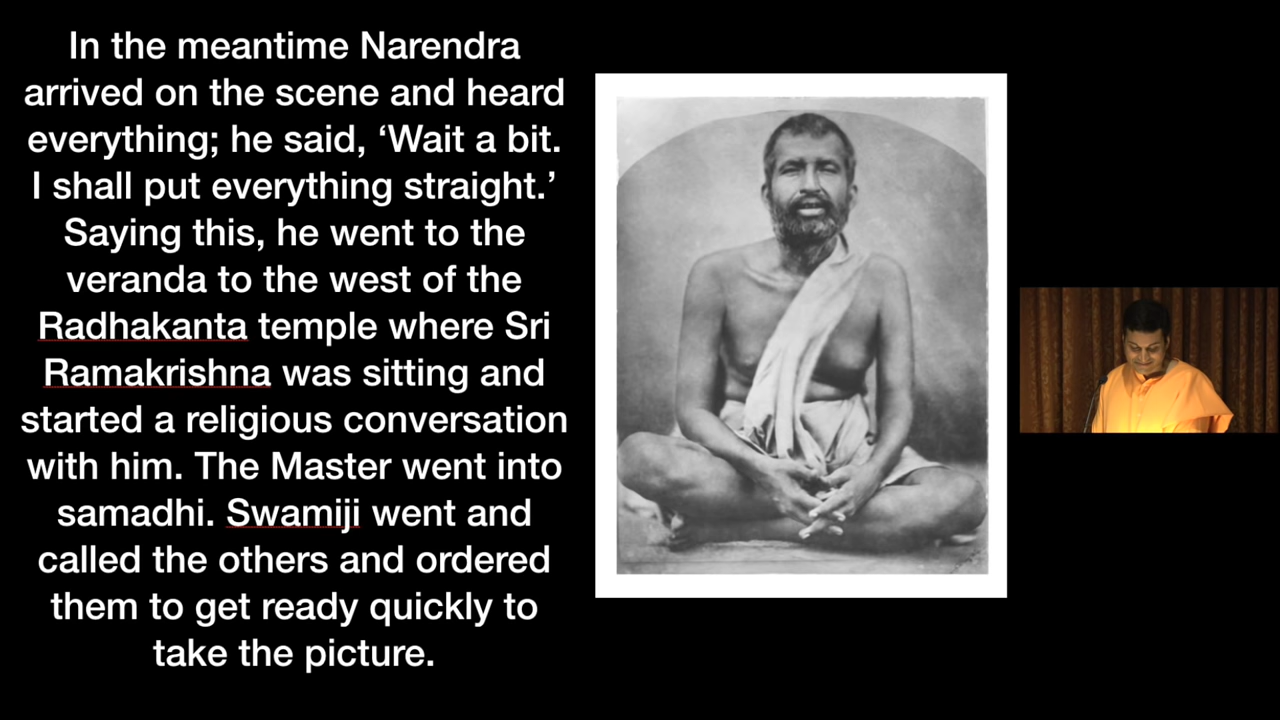 In the meantime Narendra
arrived on the scene and heard
everything; he said, ‘Wait a bit.
I shall put everything straight.’
Saying this, he went to the
veranda to the west of the
Radhakanta temple where Sri
Ramakrishna was sitting and
started a religious conversation
with him. The Master went into
samadhi. Swamiji went and
called the others and ordered
them to get ready quickly to
take the picture.